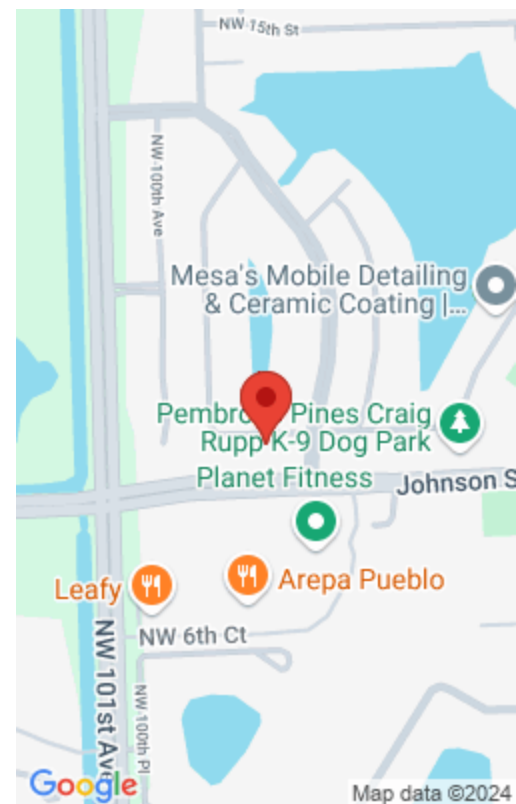 NW 15th St
NW 100th Ave
Mesa's Mobile Detailing
& Ceramic Coating |...
Pembro Pines Craig
Rupp K-9 Dog Park
Planet Fitness
Johnson S
Leafy
Arepa Pueblo
NW 6th Ct
NW 101st Ave
NW 100th Pl
Google
Map data ©2024